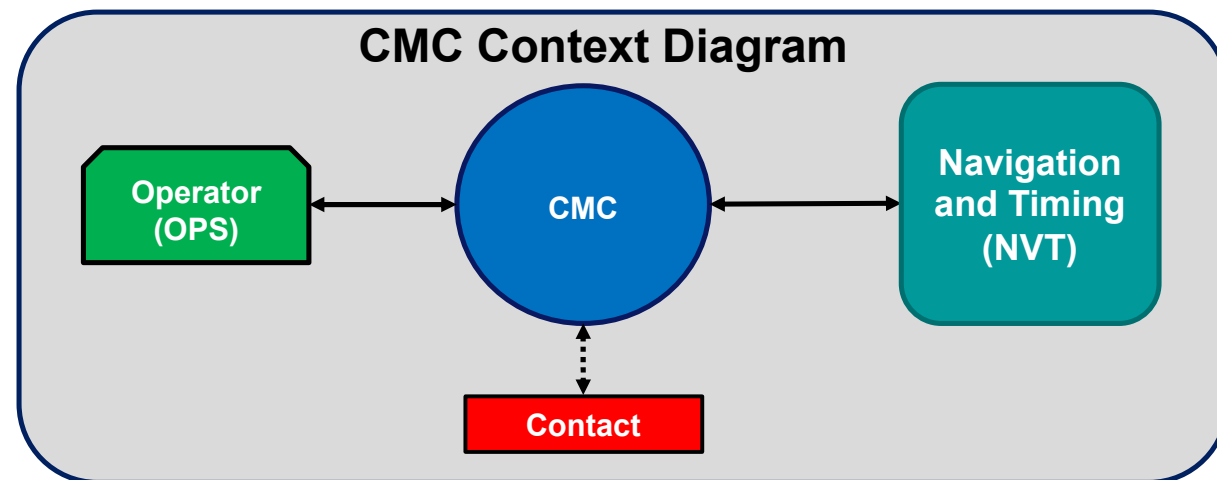 CMC Context Diagram
Operator
(OPS)
CMC
Navigation
and Timing
(NVT)
Contact